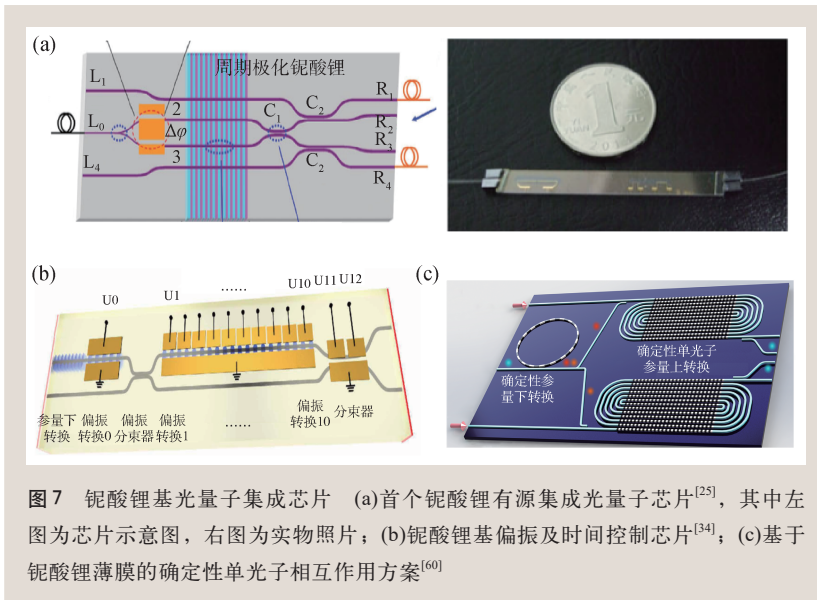 (a)
周期极化铌酸锂
L1
L0
L4
2
Δφ
3
C1
C2
C2
R1
R2
R3
R4
1
(b)
U0
U1
……
U10 U11 U12
参量下
转换
偏振
转换0
偏振
分束器
偏振
转换1
……
偏振
转换10
分束器
(c)
确定性参
量下转换
确定性单光子
参量上转换
图7 铌酸锂基光量子集成芯片 (a)首个铌酸锂有源集成光量子芯片[25]，其中左
图为芯片示意图，右图为实物照片；(b)铌酸锂基偏振及时间控制芯片[34]；(c)基于
铌酸锂薄膜的确定性单光子相互作用方案[60]